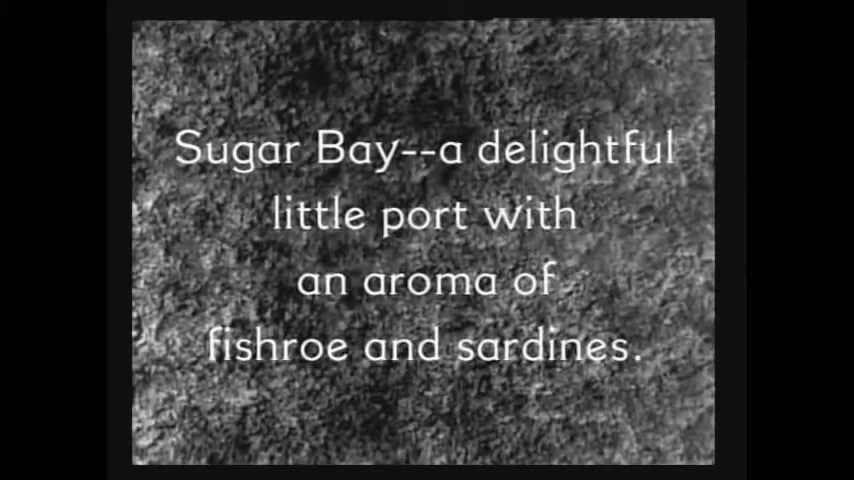 Sugar Bay--a delightful
little port with
an aroma of
fishroe and sardines.